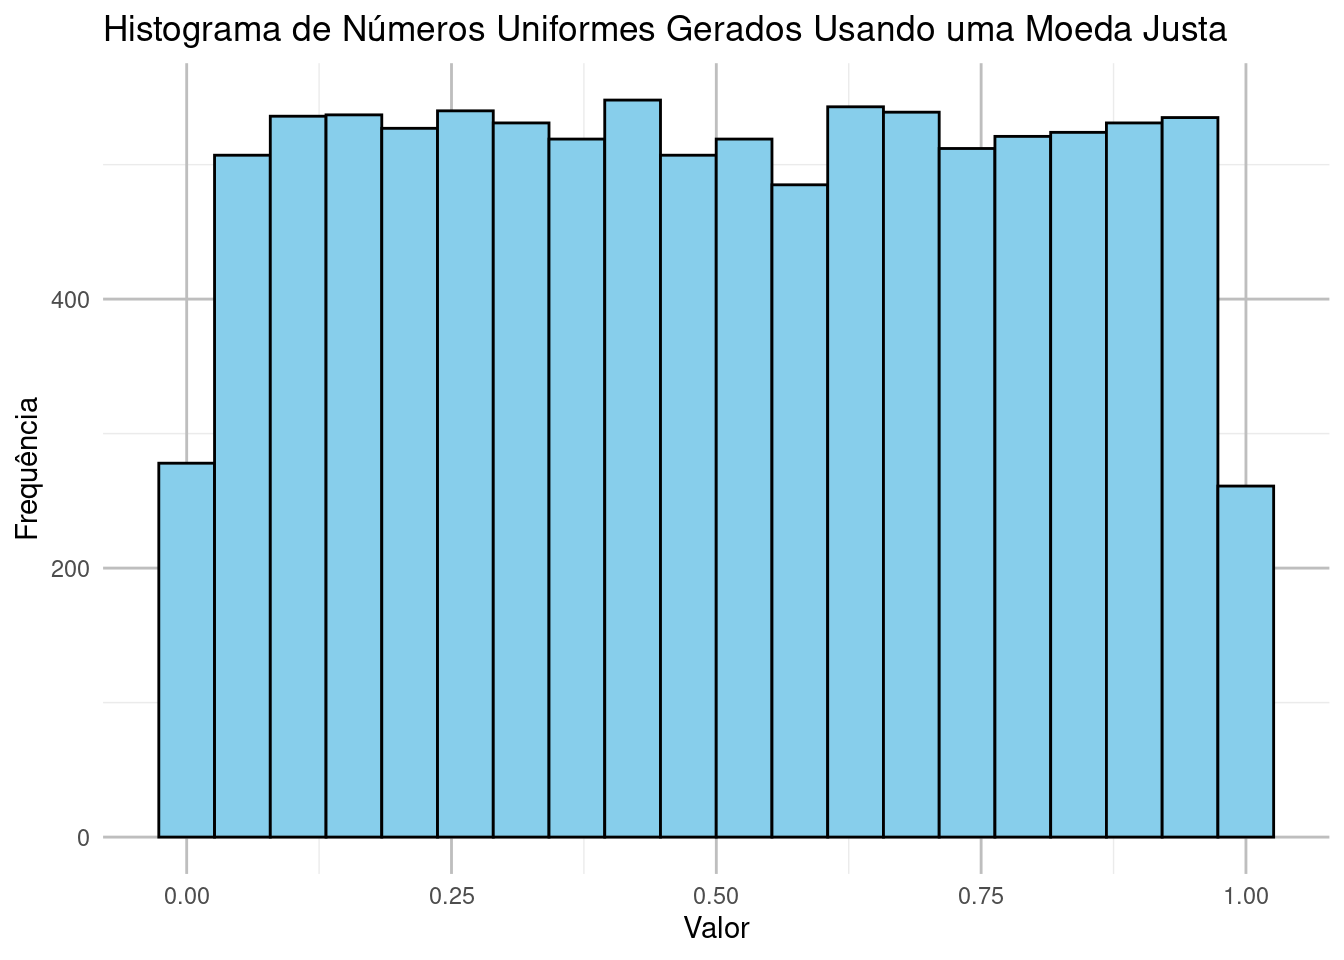 Histograma de Números Uniformes Gerados Usando uma Moeda Justa
400
200
0
Frequência
0.00 0.25 0.50 0.75 1.00
Valor